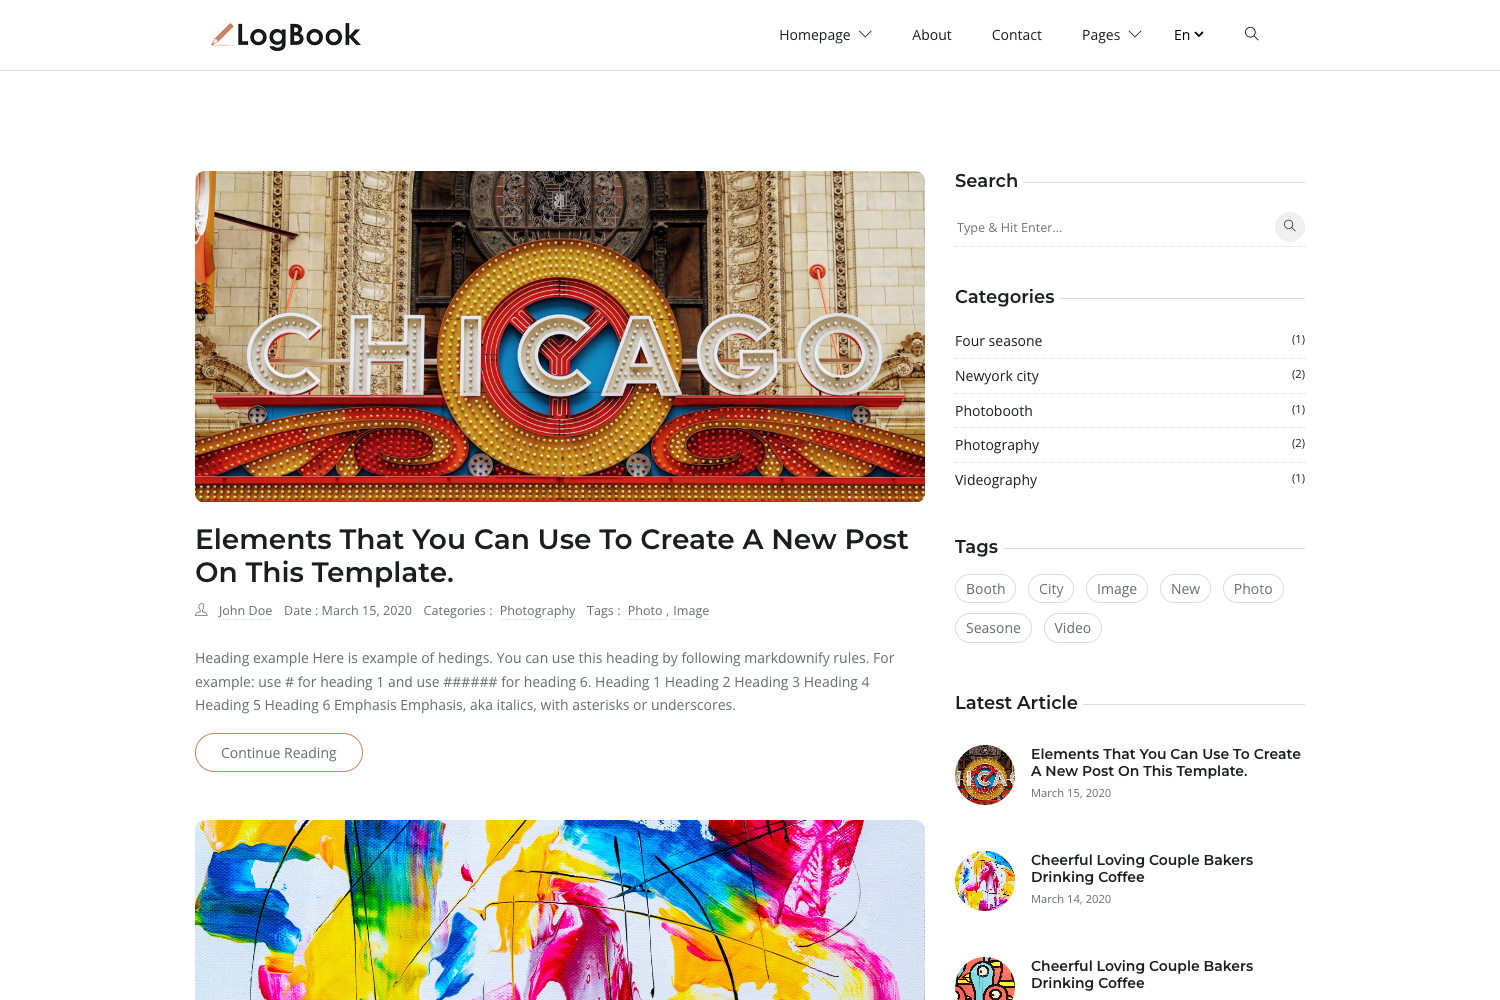 LogBook
Homepage
About
Contact
Pages
En
CHICAGO
Elements That You Can Use To Create A New Post
On This Template.
John Doe Date : March 15, 2020 Categories : Photography Tags : Photo , Image
Heading example Here is example of hedings. You can use this heading by following markdownify rules. For
example: use # for heading 1 and use ###### for heading 6. Heading 1 Heading 2 Heading 3 Heading 4
Heading 5 Heading 6 Emphasis Emphasis, aka italics, with asterisks or underscores.
Continue Reading
Search
Type & Hit Enter...
Categories
Four seasone (1)
Newyork city (2)
Photobooth (1)
Photography (2)
Videography (1)
Tags
Booth City Image New Photo
Seasone Video
Latest Article
Elements That You Can Use To Create
A New Post On This Template.
March 15, 2020
Cheerful Loving Couple Bakers
Drinking Coffee
March 14, 2020
Cheerful Loving Couple Bakers
Drinking Coffee